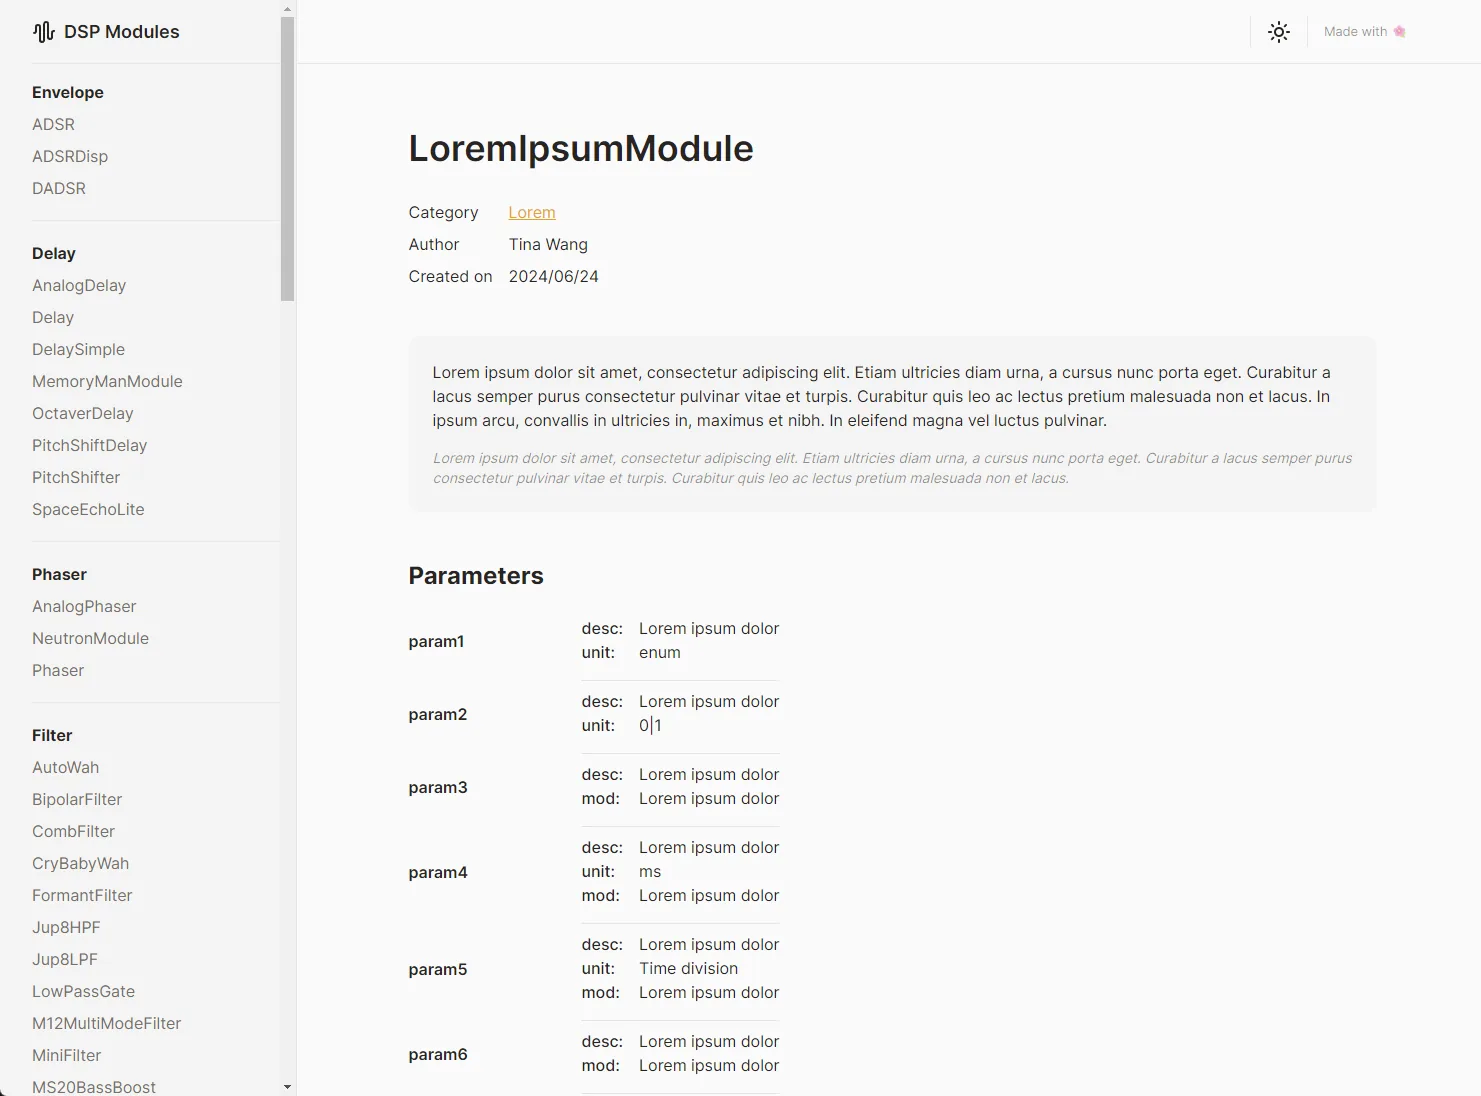 DSP Modules
Made with
Envelope
ADSR
ADSRDisp
DADSR
Delay
AnalogDelay
Delay
DelaySimple
MemoryManModule
OctaverDelay
PitchShiftDelay
PitchShifter
SpaceEchoLite
Phaser
AnalogPhaser
NeutronModule
Phaser
Filter
AutoWah
BipolarFilter
CombFilter
CryBabyWah
FormantFilter
Jup8HPF
Jup8LPF
LowPassGate
M12MultiModeFilter
MiniFilter
MS20BassBoost
LoremIpsumModule
Category Lorem
Author Tina Wang
Created on 2024/06/24
Lorem ipsum dolor sit amet, consectetur adipiscing elit. Etiam ultricies diam urna, a cursus nunc porta eget. Curabitur a
lacus semper purus consectetur pulvinar vitae et turpis. Curabitur quis leo ac lectus pretium malesuada non et lacus. In
ipsum arcu, convallis in ultricies in, maximus et nibh. In eleifend magna vel luctus pulvinar.
Lorem ipsum dolor sit amet, consectetur adipiscing elit. Etiam ultricies diam urna, a cursus nunc porta eget. Curabitur a lacus semper purus
consectetur pulvinar vitae et turpis. Curabitur quis leo ac lectus pretium malesuada non et lacus.
Parameters
param1
desc: Lorem ipsum dolor
unit: enum
param2
desc: Lorem ipsum dolor
unit: 0|1
param3
desc: Lorem ipsum dolor
mod: Lorem ipsum dolor
param4
desc: Lorem ipsum dolor
unit: ms
mod: Lorem ipsum dolor
param5
desc: Lorem ipsum dolor
unit: Time division
mod: Lorem ipsum dolor
param6
desc: Lorem ipsum dolor
mod: Lorem ipsum dolor